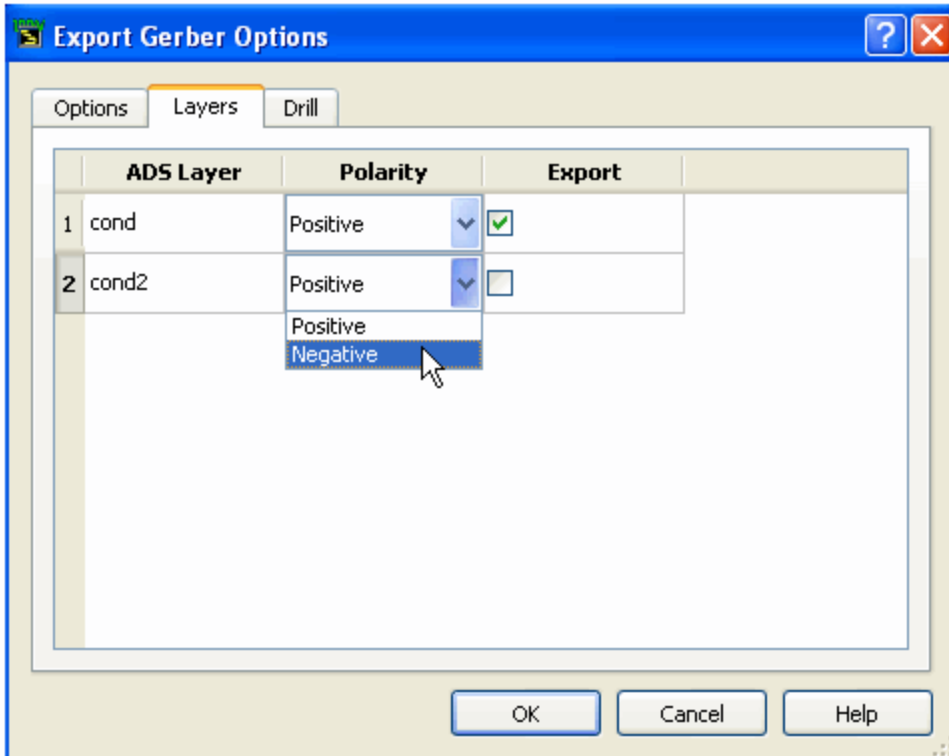 Export Gerber Options
Options Layers Drill
ADS Layer Polarity Export
1 cond Positive
2 cond2 Positive
Positive
Negative
OK Cancel Help